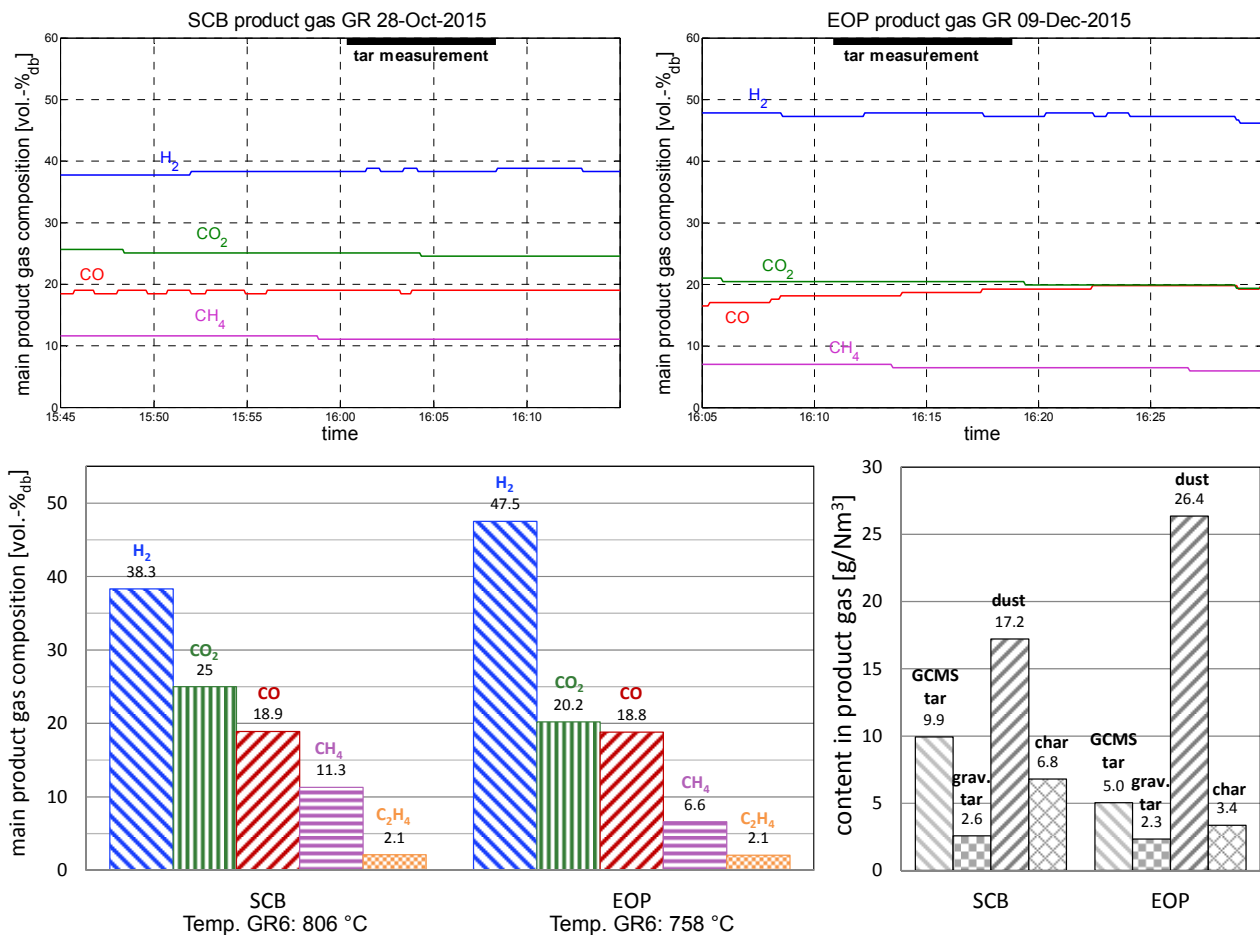 SCB product gas GR 28-Oct-2015
main product gas composition [vol.-%db]
60
50
40
30
20
10
0
tar measurement
H2
CO2
CO
CH4
15:45 15:50 15:55 16:00 16:05 16:10
time
EOP product gas GR 09-Dec-2015
main product gas composition [vol.-%db]
60
50
40
30
20
10
0
tar measurement
H2
CO2
CO
CH4
16:05 16:10 16:15 16:20 16:25
time
main product gas composition [vol.-%db]
50
40
30
20
10
0
H2
38.3
CO2
25
CO
18.9
CH4
11.3
C2H4
2.1
H2
47.5
CO2
20.2
CO
18.8
CH4
6.6
C2H4
2.1
SCB EOP
Temp. GR6: 806 °C Temp. GR6: 758 °C
content in product gas [g/Nm3]
30
25
20
15
10
5
0
GCMS
tar
9.9
grav.
tar
2.6
dust
17.2
char
6.8
GCMS
tar
5.0
grav.
tar
2.3
dust
26.4
char
3.4
SCB EOP